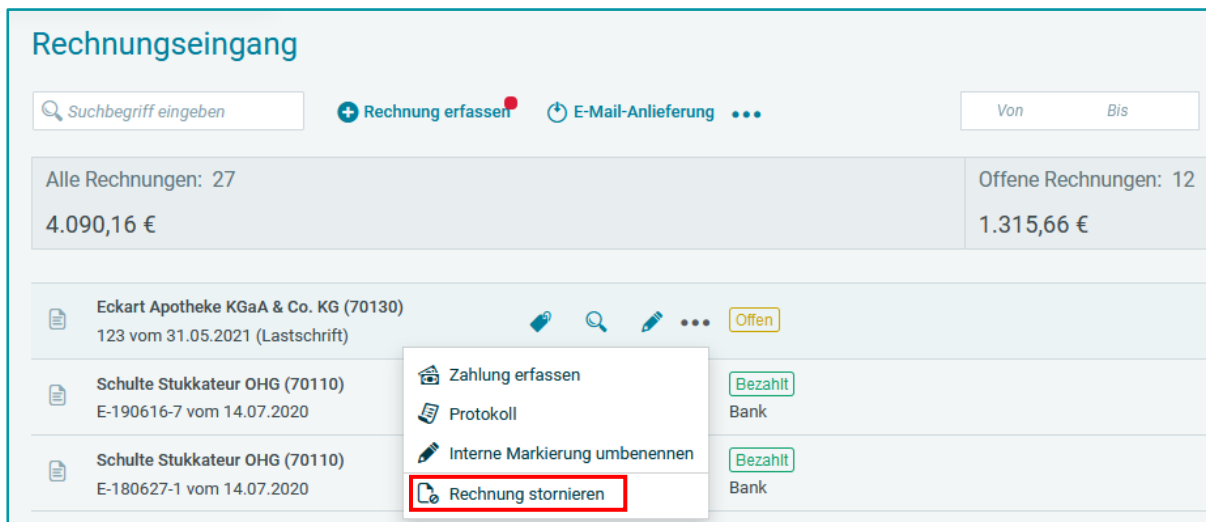 Rechnungseingang
Suchbegriff eingeben Rechnung erfassen E-Mail-Anlieferung Von Bis
Alle Rechnungen: 27 Offene Rechnungen: 12
4.090,16 € 1.315,66 €
Eckart Apotheke KGaA & Co. KG (70130) Offen
123 vom 31.05.2021 (Lastschrift)
Zahlung erfassen
Schulte Stukkateur OHG (70110) Bezahlt
E-190616-7 vom 14.07.2020 Protokoll Bank
Interne Markierung umbenennen
Schulte Stukkateur OHG (70110) Bezahlt
E-180627-1 vom 14.07.2020 Rechnung stornieren Bank